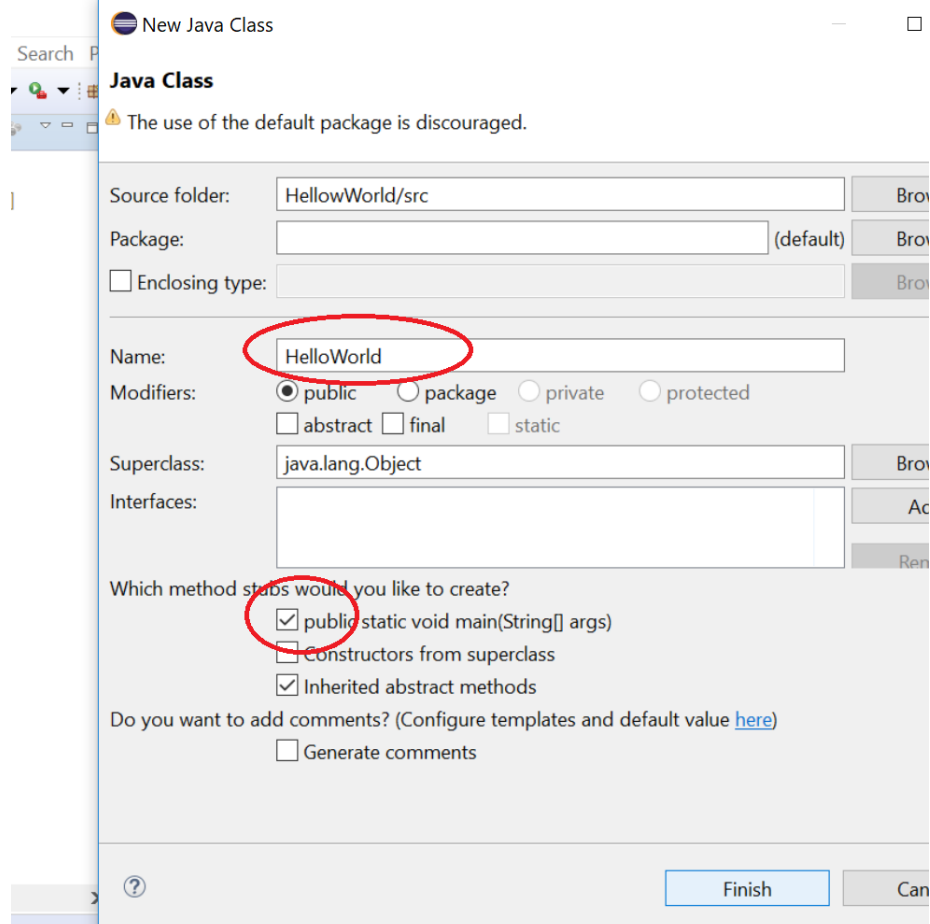 New Java Class
Search
Java Class
The use of the default package is discouraged.
Source folder: HellowWorld/src
Package: (default)
Enclosing type:
Name: HelloWorld
Modifiers: public package private protected
abstract final static
Superclass: java.lang.Object
Interfaces:
Which method stubs would you like to create?
public static void main(String[] args)
Constructors from superclass
Inherited abstract methods
Do you want to add comments? (Configure templates and default value here)
Generate comments
? Finish